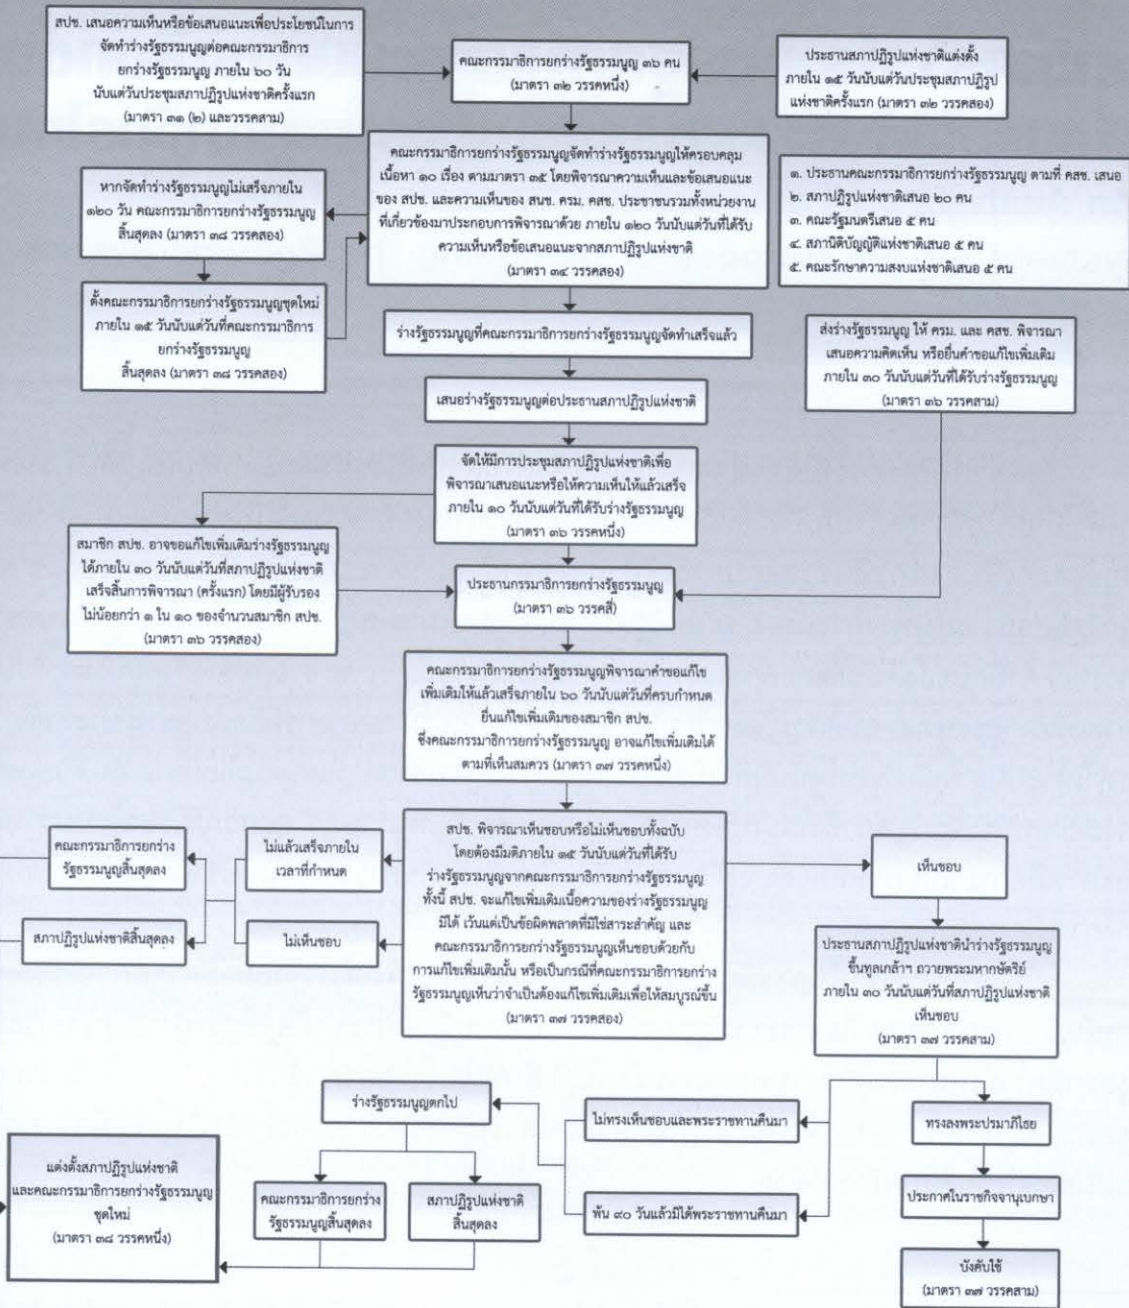 สปช. เสนอความเห็นหรือข้อเสนอแนะเพื่อประโยชน์ในการ
จัดทำร่างรัฐธรรมนูญต่อคณะกรรมาธิการ
ยกร่างรัฐธรรมนูญ ภายใน ๖๐ วัน
นับแต่วันประชุมสภาปฏิรูปแห่งชาติครั้งแรก
(มาตรา ๓๑ (๒) และวรรคสาม)
คณะกรรมาธิการยกร่างรัฐธรรมนูญ ๓๖ คน
(มาตรา ๓๒ วรรคหนึ่ง)
ประธานสภาปฏิรูปแห่งชาติแต่งตั้ง
ภายใน ๑๕ วันนับแต่วันประชุมสภาปฏิรูป
แห่งชาติครั้งแรก (มาตรา ๓๒ วรรคสอง)
คณะกรรมาธิการยกร่างรัฐธรรมนูญจัดทำร่างรัฐธรรมนูญให้ครอบคลุม
เนื้อหา ๑๐ เรื่อง ตามมาตรา ๓๕ โดยพิจารณาความเห็นและข้อเสนอแนะ
ของ สปช. และความเห็นของ สนช. ครม. คสช. ประชาชนรวมทั้งหน่วยงาน
ที่เกี่ยวข้องมาประกอบการพิจารณาด้วย ภายใน ๑๒๐ วันนับแต่วันที่ได้รับ
ความเห็นหรือข้อเสนอแนะจากสภาปฏิรูปแห่งชาติ
(มาตรา ๓๔ วรรคสอง)
๑. ประธานคณะกรรมาธิการยกร่างรัฐธรรมนูญ ตามที่ คสช. เสนอ
๒. สภาปฏิรูปแห่งชาติเสนอ ๒๐ คน
๓. คณะรัฐมนตรีเสนอ ๕ คน
๔. สภานิติบัญญัติแห่งชาติเสนอ ๕ คน
๕. คณะรักษาความสงบแห่งชาติเสนอ ๕ คน
หากจัดทำร่างรัฐธรรมนูญไม่เสร็จภายใน
๑๒๐ วัน คณะกรรมาธิการยกร่างรัฐธรรมนูญ
สิ้นสุดลง (มาตรา ๓๘ วรรคสอง)
ตั้งคณะกรรมาธิการยกร่างรัฐธรรมนูญชุดใหม่
ภายใน ๑๕ วันนับแต่วันที่คณะกรรมาธิการ
ยกร่างรัฐธรรมนูญ
สิ้นสุดลง (มาตรา ๓๘ วรรคสอง)
ร่างรัฐธรรมนูญที่คณะกรรมาธิการยกร่างรัฐธรรมนูญจัดทำเสร็จแล้ว
ส่งร่างรัฐธรรมนูญ ให้ ครม. และ คสช. พิจารณา
เสนอความคิดเห็น หรือยื่นคำขอแก้ไขเพิ่มเติม
ภายใน ๓๐ วันนับแต่วันที่ได้รับร่างรัฐธรรมนูญ
(มาตรา ๓๖ วรรคสาม)
เสนอร่างรัฐธรรมนูญต่อประธานสภาปฏิรูปแห่งชาติ
จัดให้มีการประชุมสภาปฏิรูปแห่งชาติเพื่อ
พิจารณาเสนอแนะหรือให้ความเห็นให้แล้วเสร็จ
ภายใน ๑๐ วันนับแต่วันที่ได้รับร่างรัฐธรรมนูญ
(มาตรา ๓๖ วรรคหนึ่ง)
สมาชิก สปช. อาจขอแก้ไขเพิ่มเติมร่างรัฐธรรมนูญ
ได้ภายใน ๓๐ วันนับแต่วันที่สภาปฏิรูปแห่งชาติ
เสร็จสิ้นการพิจารณา (ครั้งแรก) โดยมีผู้รับรอง
ไม่น้อยกว่า ๑ ใน ๑๐ ของจำนวนสมาชิก สปช.
(มาตรา ๓๖ วรรคสอง)
ประธานกรรมาธิการยกร่างรัฐธรรมนูญ
(มาตรา ๓๖ วรรคสี่)
คณะกรรมาธิการยกร่างรัฐธรรมนูญพิจารณาคำขอแก้ไข
เพิ่มเติมให้แล้วเสร็จภายใน ๖๐ วันนับแต่วันที่ครบกำหนด
ยื่นแก้ไขเพิ่มเติมของสมาชิก สปช.
ซึ่งคณะกรรมาธิการยกร่างรัฐธรรมนูญ อาจแก้ไขเพิ่มเติมได้
ตามที่เห็นสมควร (มาตรา ๓๗ วรรคหนึ่ง)
สปช. พิจารณาเห็นชอบหรือไม่เห็นชอบทั้งฉบับ
โดยต้องมีมติภายใน ๑๕ วันนับแต่วันที่ได้รับ
ร่างรัฐธรรมนูญจากคณะกรรมาธิการยกร่างรัฐธรรมนูญ
ทั้งนี้ สปช. จะแก้ไขเพิ่มเติมเนื้อความของร่างรัฐธรรมนูญ
มิได้ เว้นแต่เป็นข้อผิดพลาดที่มิใช่สาระสำคัญ และ
คณะกรรมาธิการยกร่างรัฐธรรมนูญเห็นชอบด้วยกับ
การแก้ไขเพิ่มเติมนั้น หรือเป็นกรณีที่คณะกรรมาธิการยกร่าง
รัฐธรรมนูญเห็นว่าจำเป็นต้องแก้ไขเพิ่มเติมเพื่อให้สมบูรณ์ขึ้น
(มาตรา ๓๗ วรรคสอง)
ไม่แล้วเสร็จภายใน
เวลาที่กำหนด
ไม่เห็นชอบ
คณะกรรมาธิการยกร่าง
รัฐธรรมนูญสิ้นสุดลง
สภาปฏิรูปแห่งชาติสิ้นสุดลง
เห็นชอบ
ประธานสภาปฏิรูปแห่งชาตินำร่างรัฐธรรมนูญ
ขึ้นทูลเกล้าฯ ถวายพระมหากษัตริย์
ภายใน ๓๐ วันนับแต่วันที่สภาปฏิรูปแห่งชาติ
เห็นชอบ
(มาตรา ๓๗ วรรคสาม)
ร่างรัฐธรรมนูญตกไป
ไม่ทรงเห็นชอบและพระราชทานคืนมา
ทรงลงพระปรมาภิไธย
แต่งตั้งสภาปฏิรูปแห่งชาติ
และคณะกรรมาธิการยกร่างรัฐธรรมนูญ
ชุดใหม่
(มาตรา ๓๘ วรรคหนึ่ง)
คณะกรรมาธิการยกร่าง
รัฐธรรมนูญสิ้นสุดลง
สภาปฏิรูปแห่งชาติ
สิ้นสุดลง
พ้น ๙๐ วันแล้วมิได้พระราชทานคืนมา
ประกาศในราชกิจจานุเบกษา
บังคับใช้
(มาตรา ๓๗ วรรคสาม)